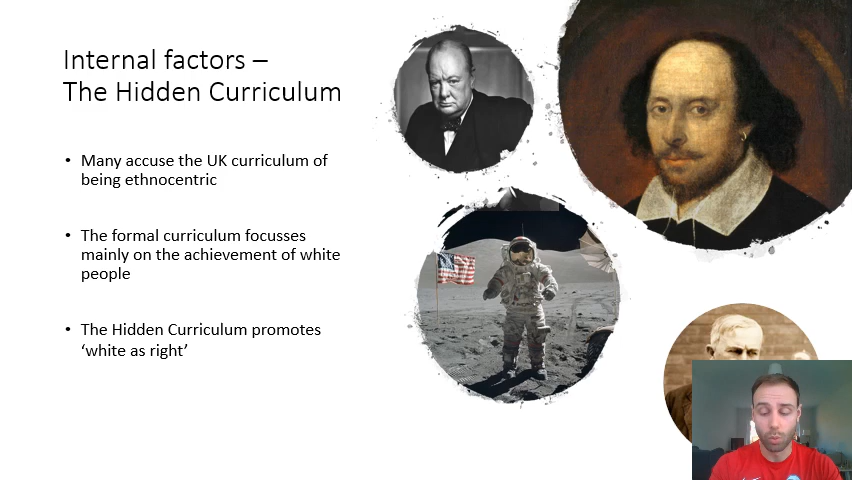 Internal factors –
The Hidden Curriculum
• Many accuse the UK curriculum of
being ethnocentric
• The formal curriculum focusses
mainly on the achievement of white
people
• The Hidden Curriculum promotes
‘white as right’